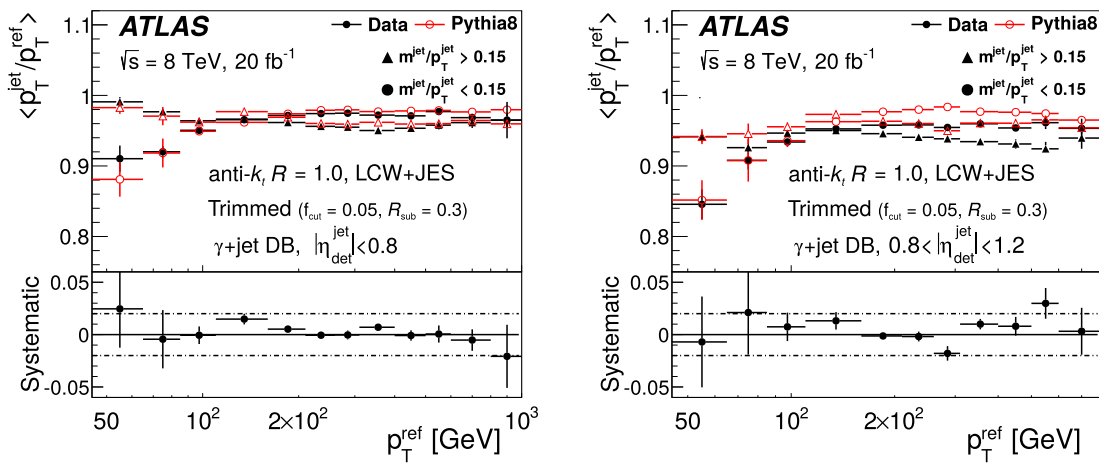 ATLAS
Data Pythia8
√s = 8 TeV, 20 fb⁻¹
m^jet/p_T^jet > 0.15
m^jet/p_T^jet < 0.15
anti-k_t R = 1.0, LCW+JES
Trimmed (f_cut = 0.05, R_sub = 0.3)
γ+jet DB, |η_det^jet|<0.8
<p_T^jet/p_T^ref>
1.1
1
0.9
0.8
Systematic
0.05
0
-0.05
50 10² 2×10² 10³
p_T^ref [GeV]
ATLAS
Data Pythia8
√s = 8 TeV, 20 fb⁻¹
m^jet/p_T^jet > 0.15
m^jet/p_T^jet < 0.15
anti-k_t R = 1.0, LCW+JES
Trimmed (f_cut = 0.05, R_sub = 0.3)
γ+jet DB, 0.8<|η_det^jet|<1.2
<p_T^jet/p_T^ref>
1.1
1
0.9
0.8
Systematic
0.05
0
-0.05
50 10² 2×10²
p_T^ref [GeV]